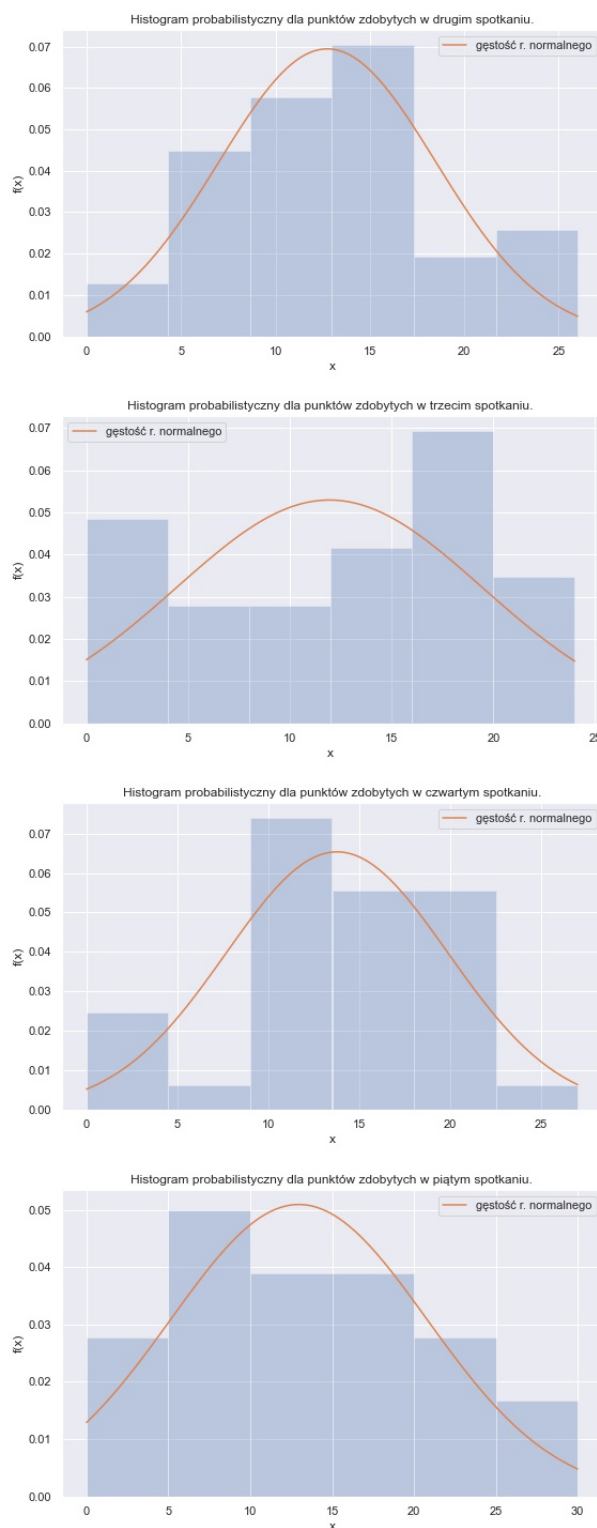 Histogram probabilistyczny dla punktów zdobytych w drugim spotkaniu.
gęstość r. normalnego
0.07
0.06
0.05
0.04
0.03
0.02
0.01
0.00
f(x)
0 5 10 15 20 25
x
Histogram probabilistyczny dla punktów zdobytych w trzecim spotkaniu.
gęstość r. normalnego
0.07
0.06
0.05
0.04
0.03
0.02
0.01
0.00
f(x)
0 5 10 15 20 25
x
Histogram probabilistyczny dla punktów zdobytych w czwartym spotkaniu.
gęstość r. normalnego
0.07
0.06
0.05
0.04
0.03
0.02
0.01
0.00
f(x)
0 5 10 15 20 25
x
Histogram probabilistyczny dla punktów zdobytych w piątym spotkaniu.
gęstość r. normalnego
0.05
0.04
0.03
0.02
0.01
0.00
f(x)
0 5 10 15 20 25 30
x